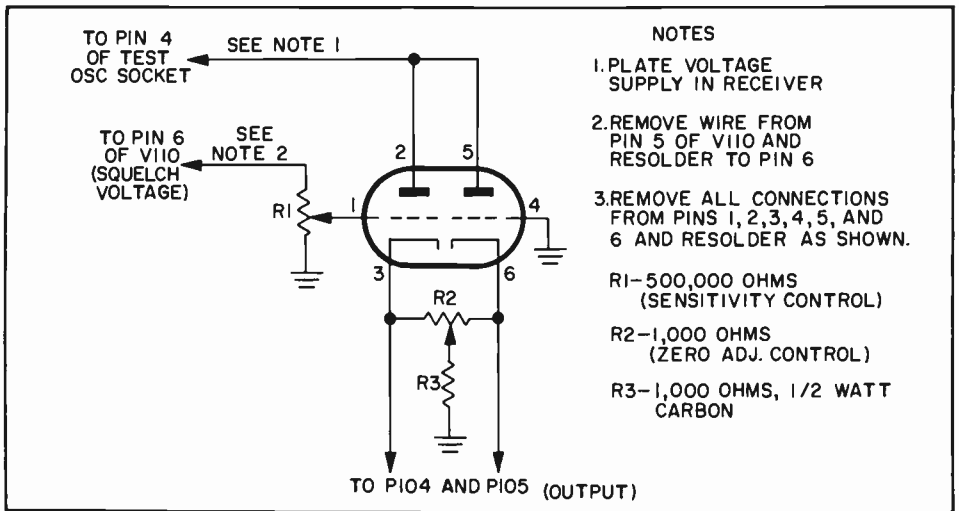 TO PIN 4
OF TEST
OSC SOCKET
SEE NOTE 1
TO PIN 6
OF V110
(SQUELCH
VOLTAGE)
SEE
NOTE 2
2
5
R1
1
4
3
6
R2
R3
TO P104 AND P105 (OUTPUT)
NOTES
1. PLATE VOLTAGE
SUPPLY IN RECEIVER
2. REMOVE WIRE FROM
PIN 5 OF V110 AND
RESOLDER TO PIN 6
3. REMOVE ALL CONNECTIONS
FROM PINS 1, 2, 3, 4, 5, AND
6 AND RESOLDER AS SHOWN.
R1-500,000 OHMS
(SENSITIVITY CONTROL)
R2-1,000 OHMS
(ZERO ADJ. CONTROL)
R3-1,000 OHMS, 1/2 WATT
CARBON